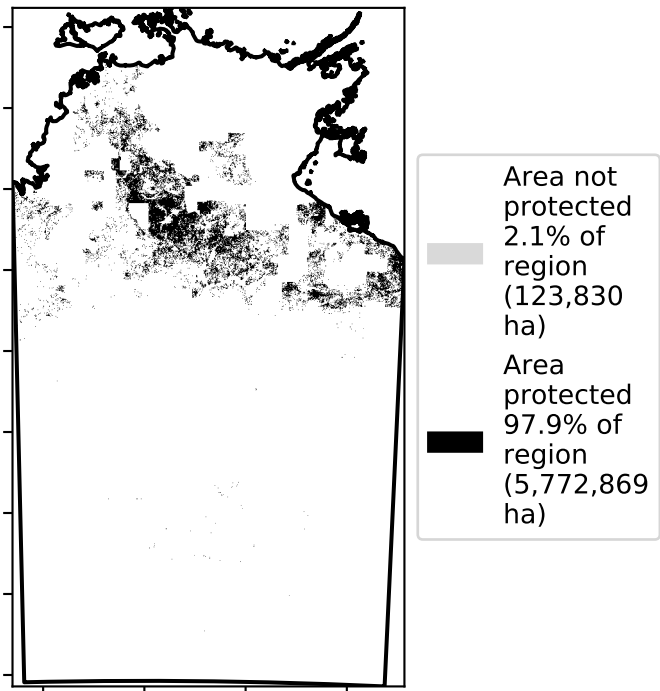 Area not
protected
2.1% of
region
(123,830
ha)
Area
protected
97.9% of
region
(5,772,869
ha)